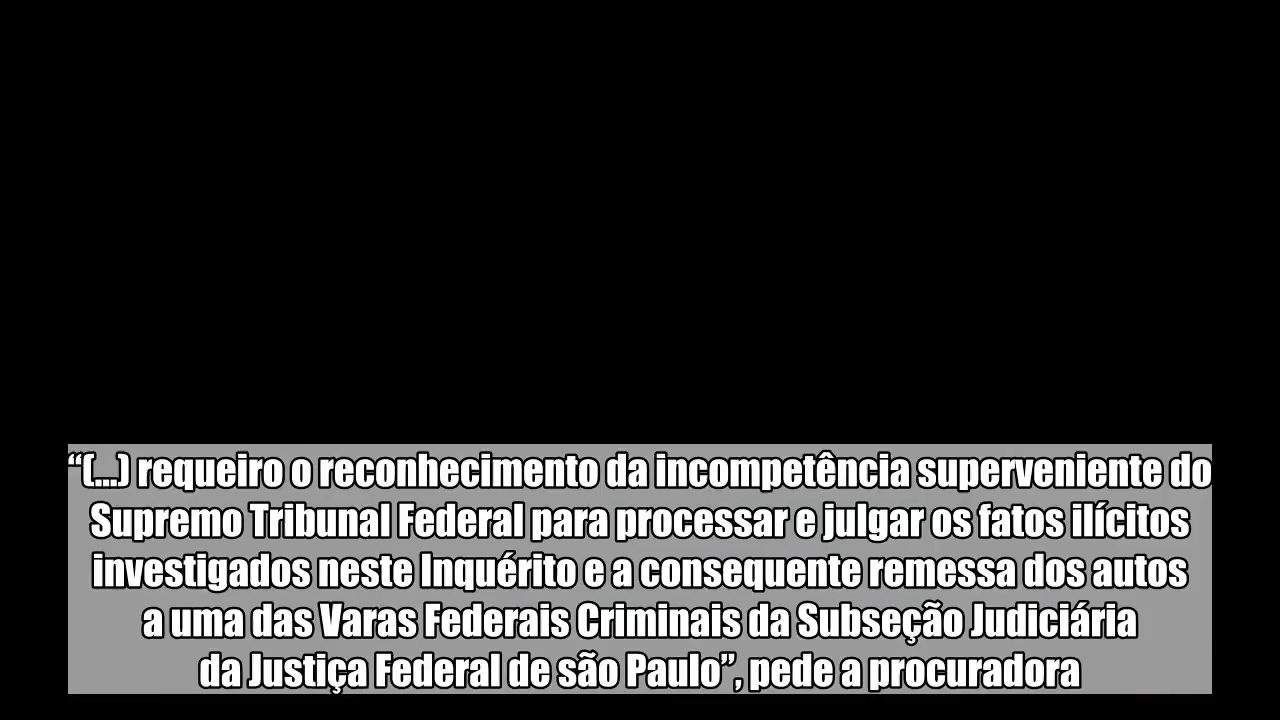 “(...) requeiro o reconhecimento da incompetência superveniente do
Supremo Tribunal Federal para processar e julgar os fatos ilícitos
investigados neste Inquérito e a consequente remessa dos autos
a uma das Varas Federais Criminais da Subseção Judiciária
da Justiça Federal de são Paulo”, pede a procuradora